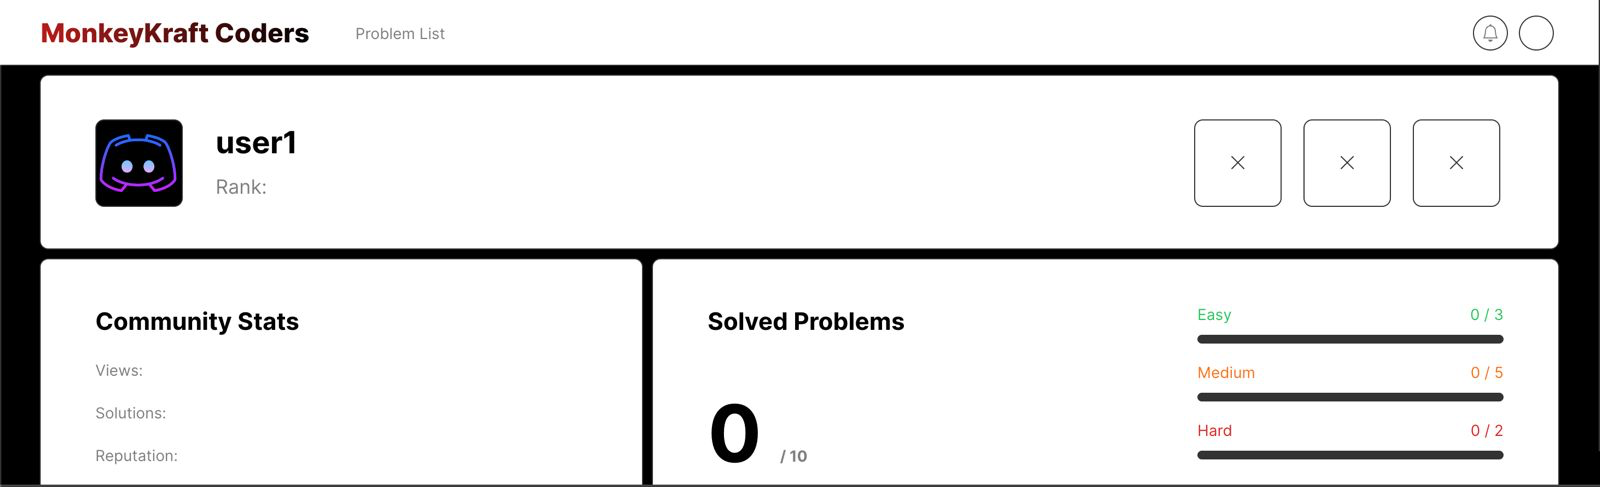 MonkeyKraft Coders
Problem List
user1
Rank:
Community Stats
Views:
Solutions:
Reputation:
Solved Problems
0 / 10
Easy 0 / 3
Medium 0 / 5
Hard 0 / 2